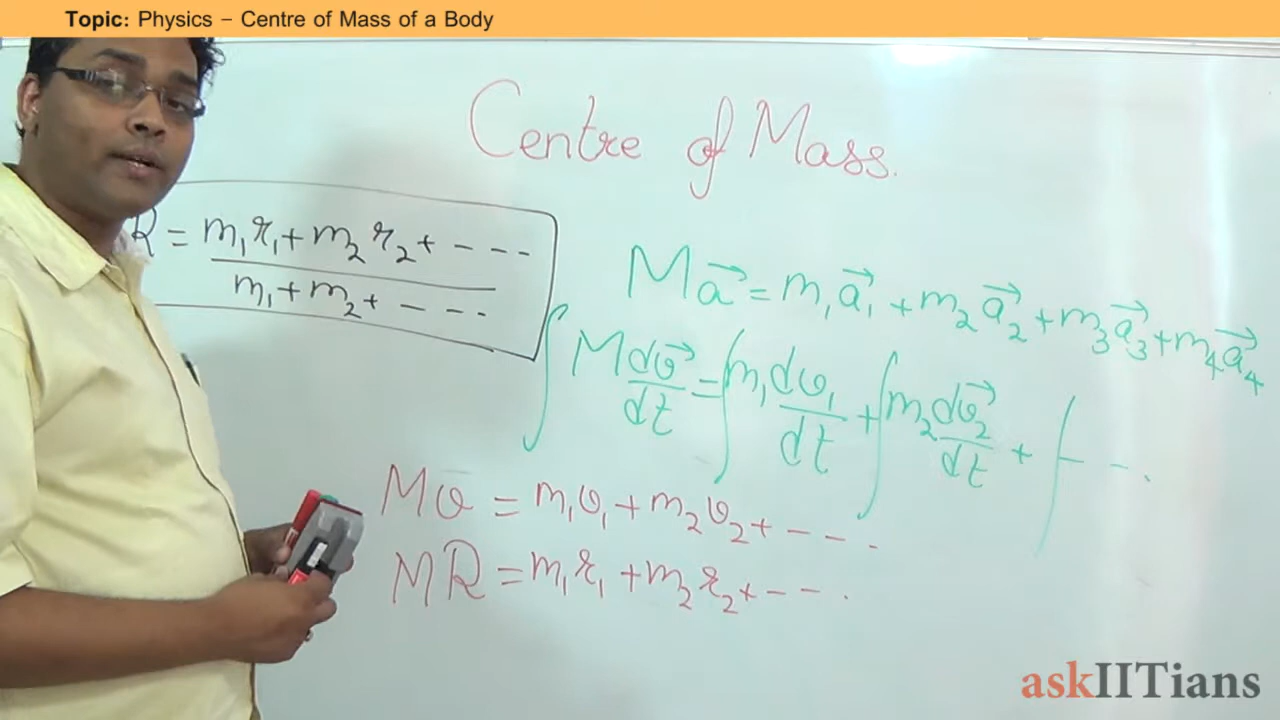 Topic: Physics – Centre of Mass of a Body
Centre of Mass.
R = m₁r₁ + m₂r₂ + - - - -
m₁ + m₂ + - - - -
Ma⃗ = m₁a⃗₁ + m₂a⃗₂ + m₃a⃗₃ + m₄a⃗₄
∫ M dv⃗/dt = ∫ m₁ dv₁/dt + ∫ m₂ dv⃗₂/dt + ∫ - - .
Mv̄ = m₁v₁ + m₂v₂ + - - - .
MR = m₁r₁ + m₂r₂ + - - - .
askIITians